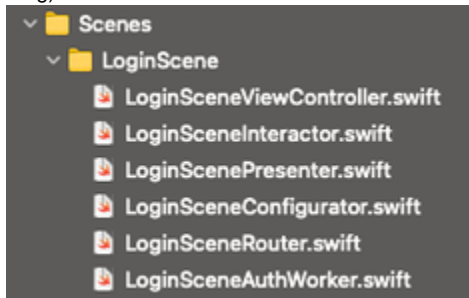 Scenes
LoginScene
LoginSceneViewController.swift
LoginSceneInteractor.swift
LoginScenePresenter.swift
LoginSceneConfigurator.swift
LoginSceneRouter.swift
LoginSceneAuthWorker.swift